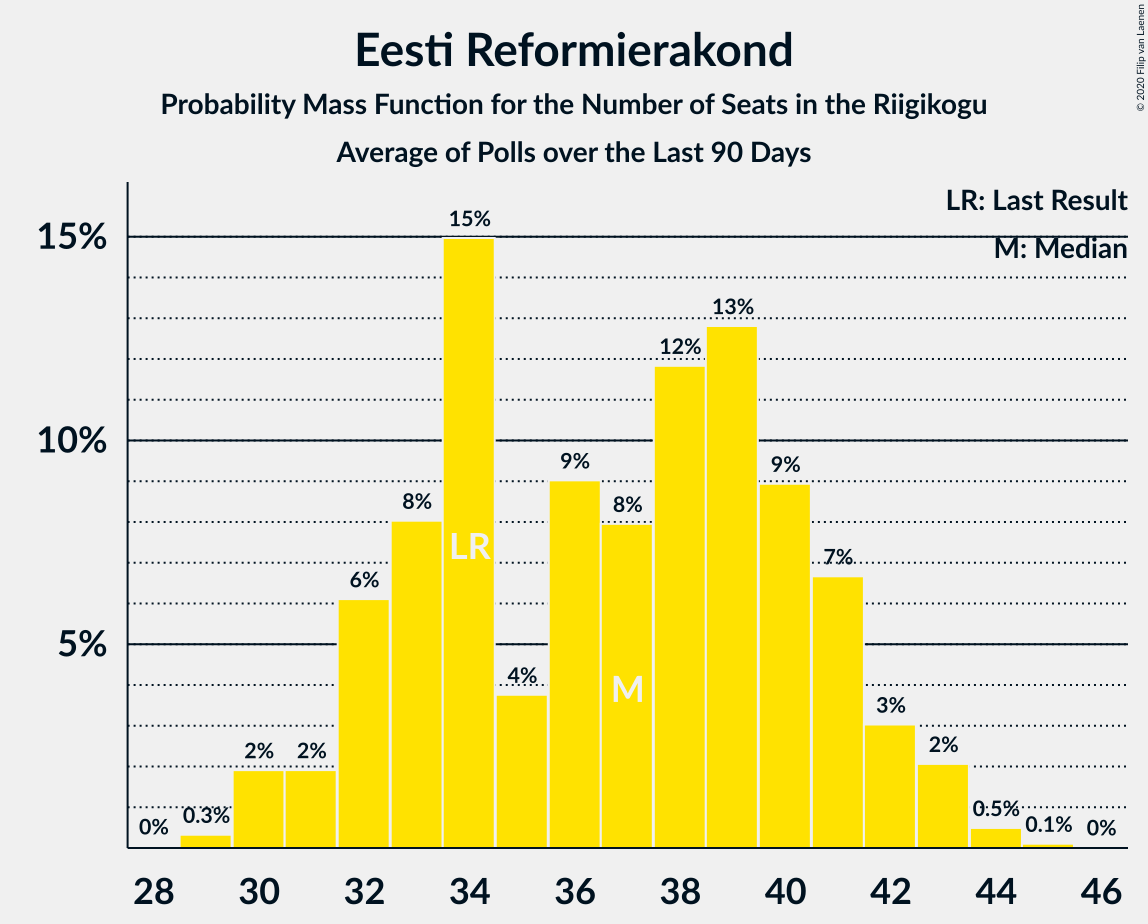 Eesti Reformierakond
Probability Mass Function for the Number of Seats in the Riigikogu
Average of Polls over the Last 90 Days
© 2020 Filip van Laenen
LR: Last Result
M: Median
15%
10%
5%
0%
0.3%
2%
2%
6%
8%
15%
4%
9%
8%
12%
13%
9%
7%
3%
2%
0.5%
0.1%
0%
LR
M
28 30 32 34 36 38 40 42 44 46